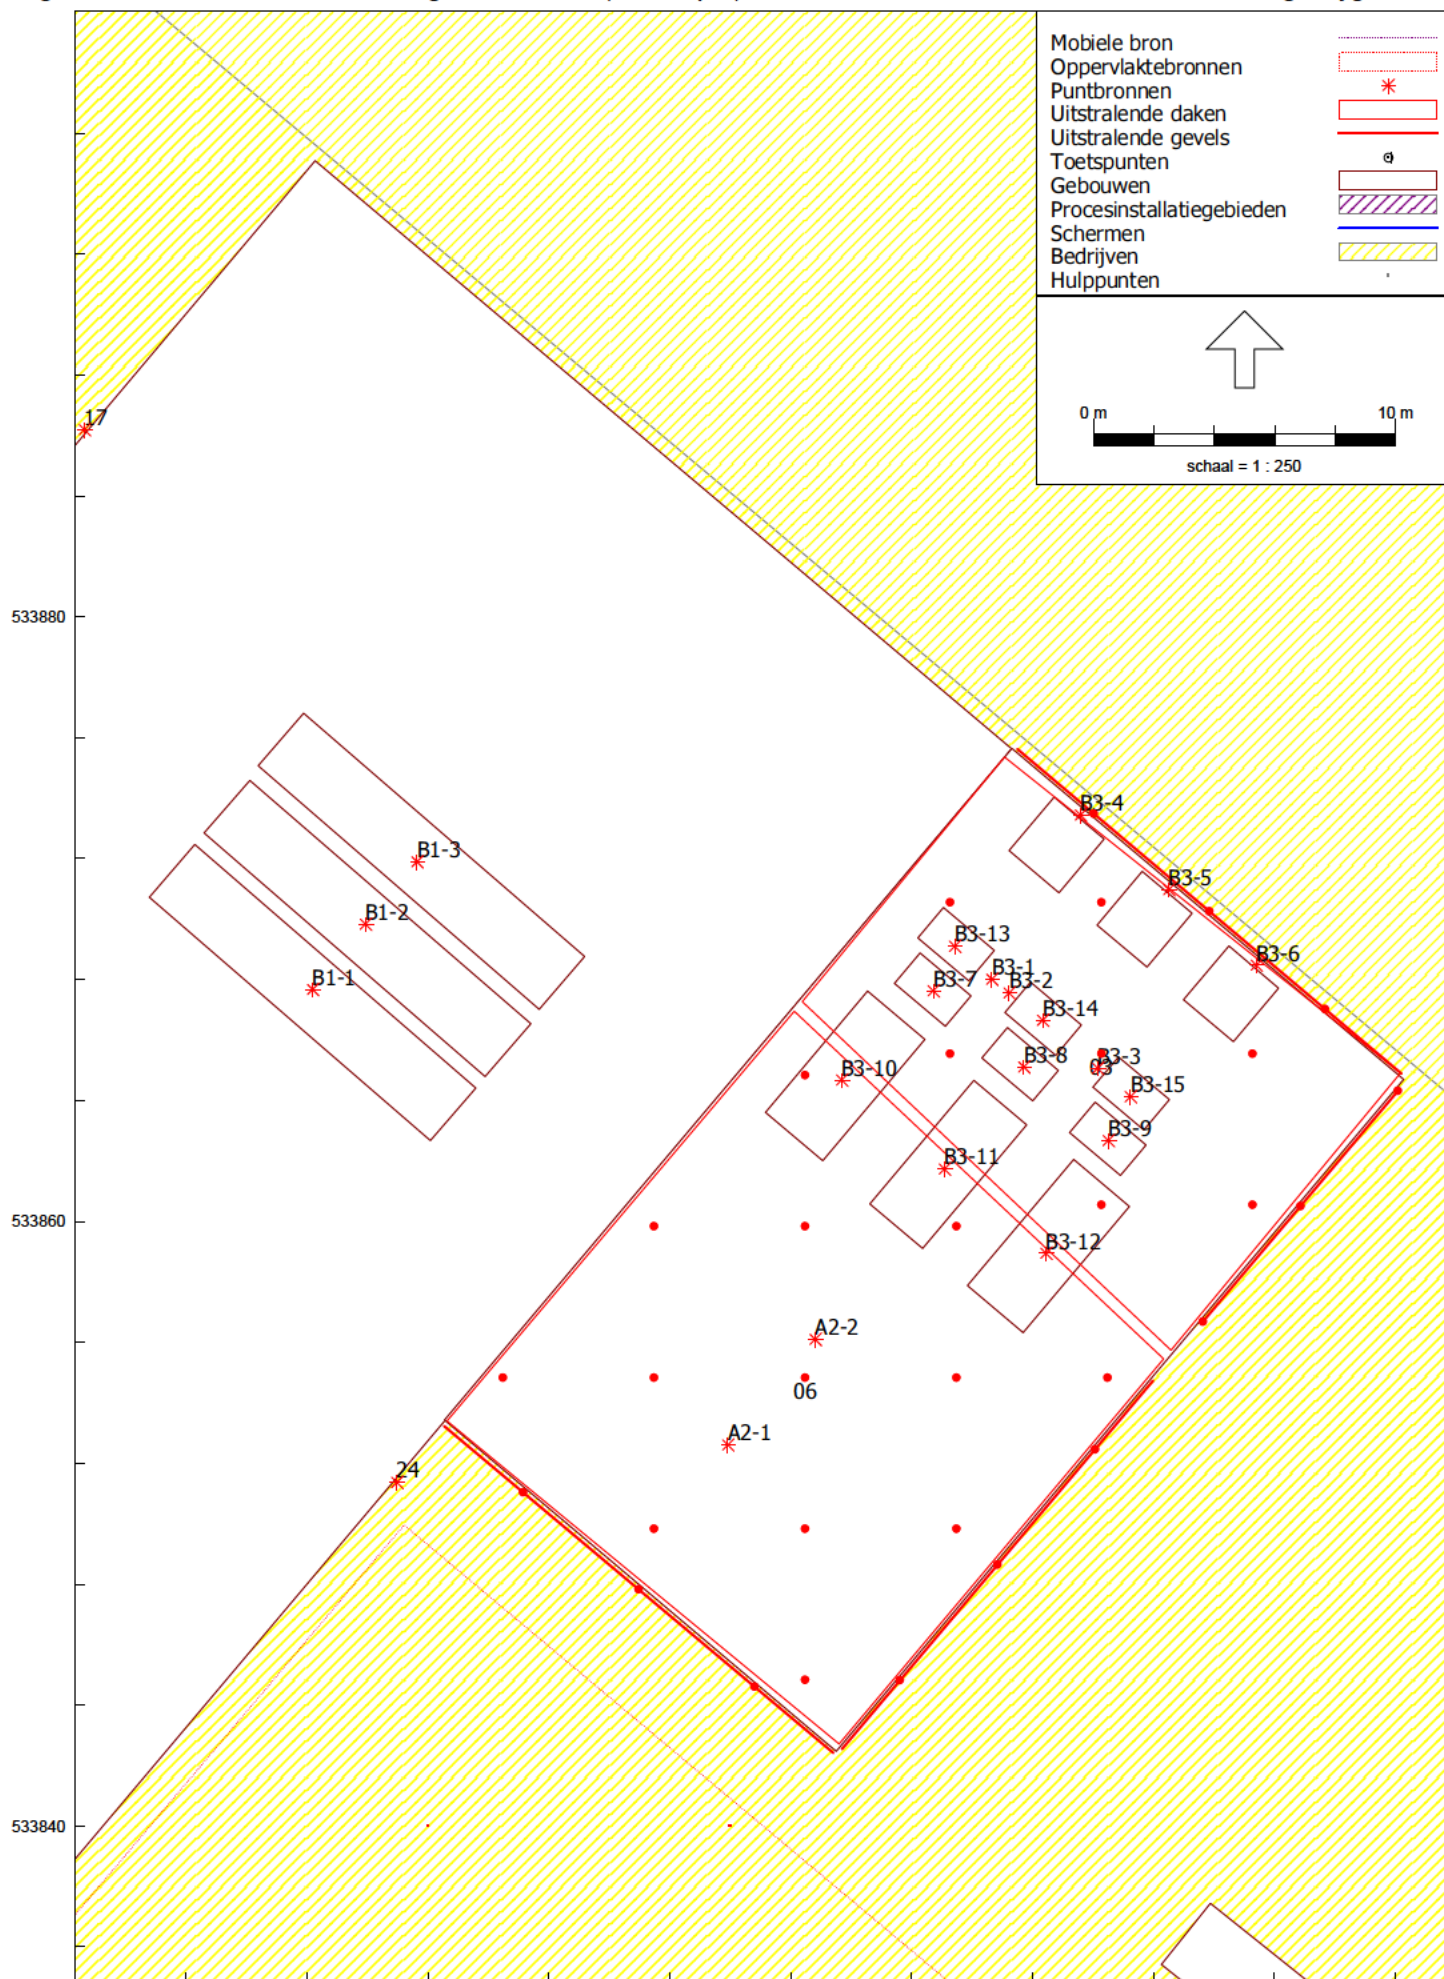 Mobiele bron
Oppervlaktebronnen
Puntbronnen
Uitstralende daken
Uitstralende gevels
Toetspunten
Gebouwen
Procesinstallatiegebieden
Schermen
Bedrijven
Hulppunten
0 m 10 m
schaal = 1 : 250
17
533880
B3-4
B1-3
B3-5
B1-2
B3-13
B3-6
B1-1
B3-1
B3-7
B3-2
B3-14
B3-8
B3-3
03
B3-10
B3-15
B3-9
B3-11
533860
B3-12
A2-2
06
A2-1
24
533840